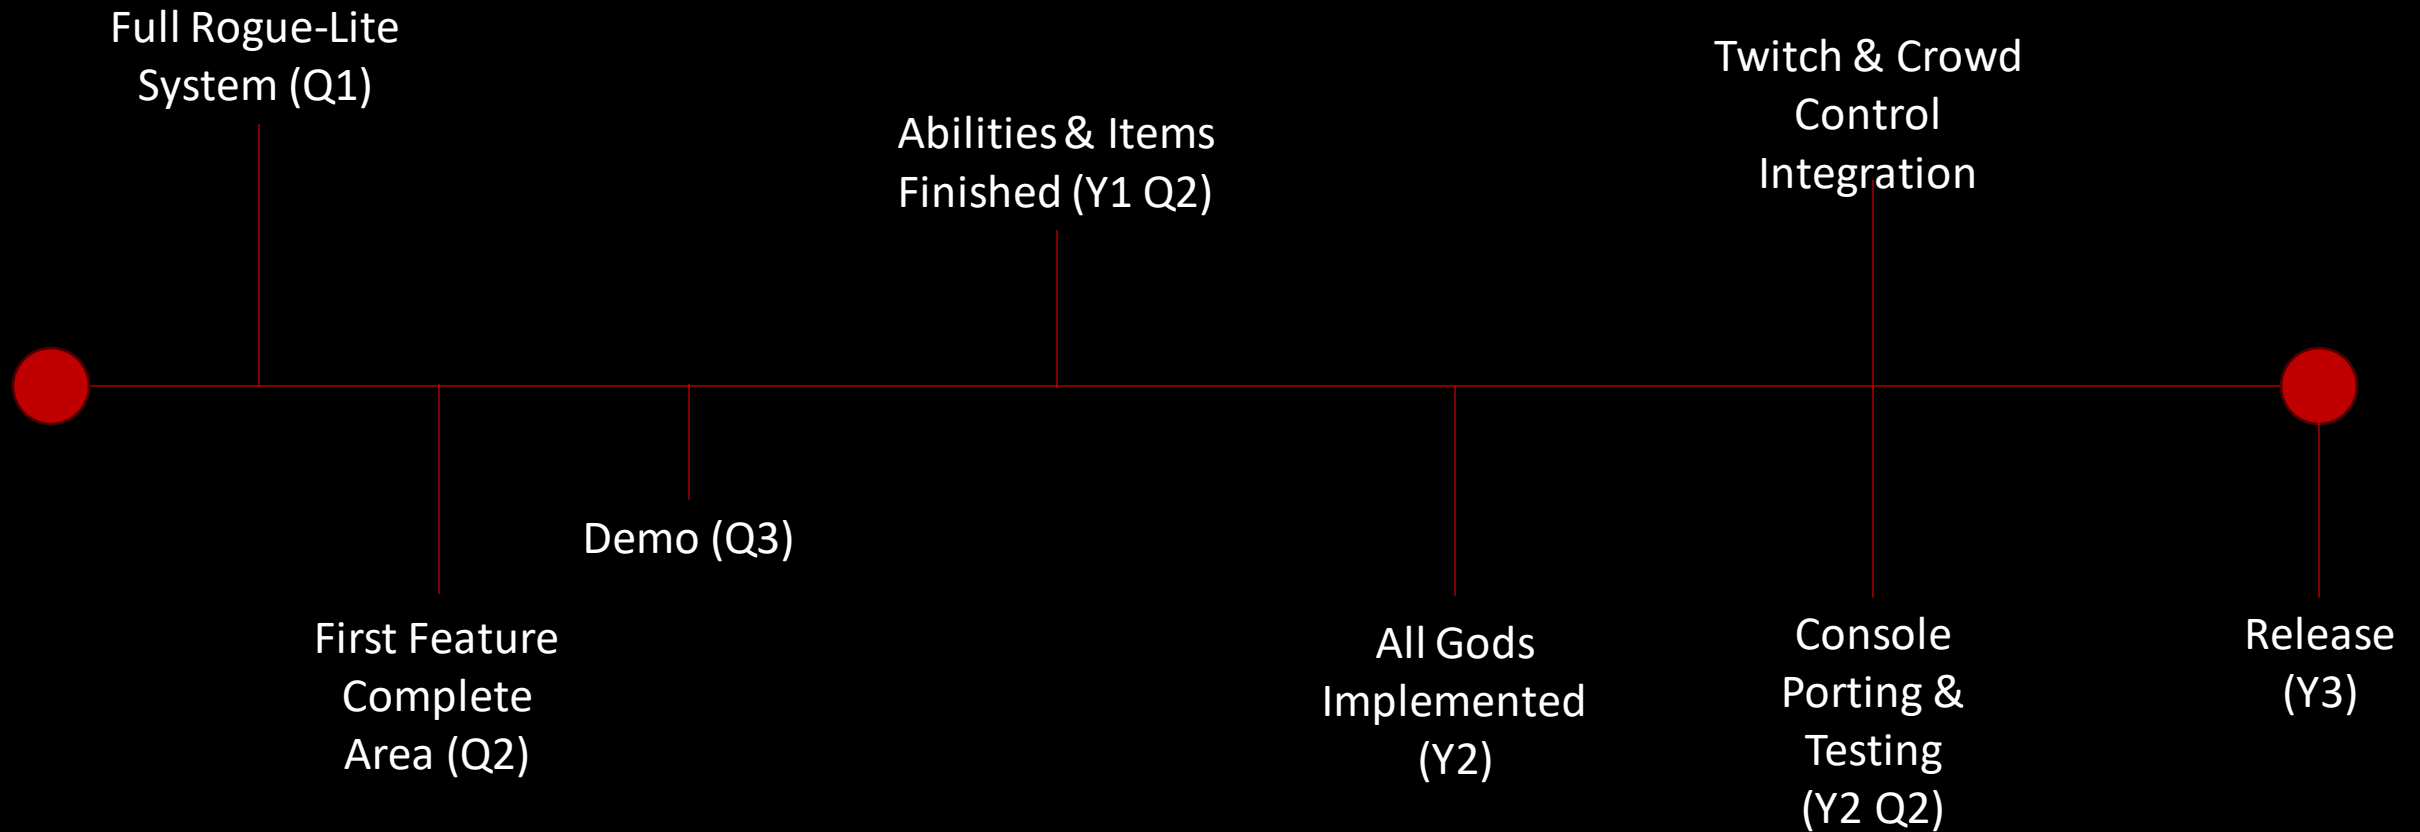 Full Rogue-Lite
System (Q1)
First Feature
Complete
Area (Q2)
Demo (Q3)
Abilities & Items
Finished (Y1 Q2)
All Gods
Implemented
(Y2)
Twitch & Crowd
Control
Integration
Console
Porting &
Testing
(Y2 Q2)
Release
(Y3)